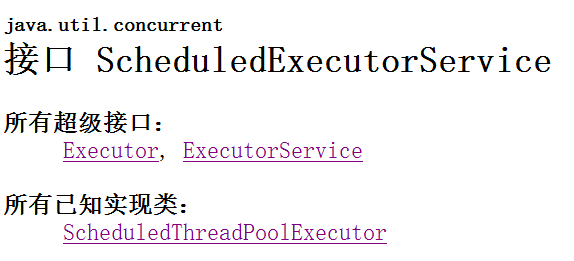 java.util.concurrent
接口 ScheduledExecutorService
所有超级接口：
Executor, ExecutorService
所有已知实现类：
ScheduledThreadPoolExecutor